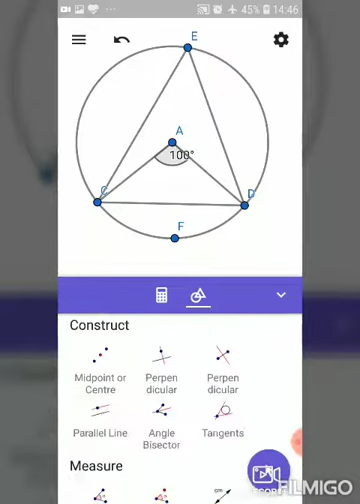 45% 14:46
E
A
100°
C
D
F
Construct
Midpoint or
Centre
Perpen
dicular
Perpen
dicular
Parallel Line
Angle
Bisector
Tangents
Measure
cm
FILMIGO